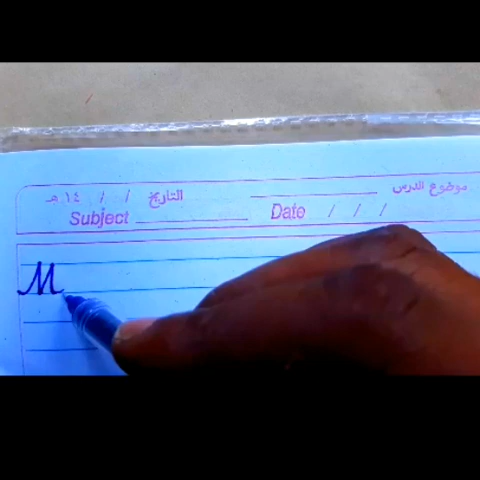 موضوع الدرس التاريخ / / ١٤ هـ
Subject Date / / /
M